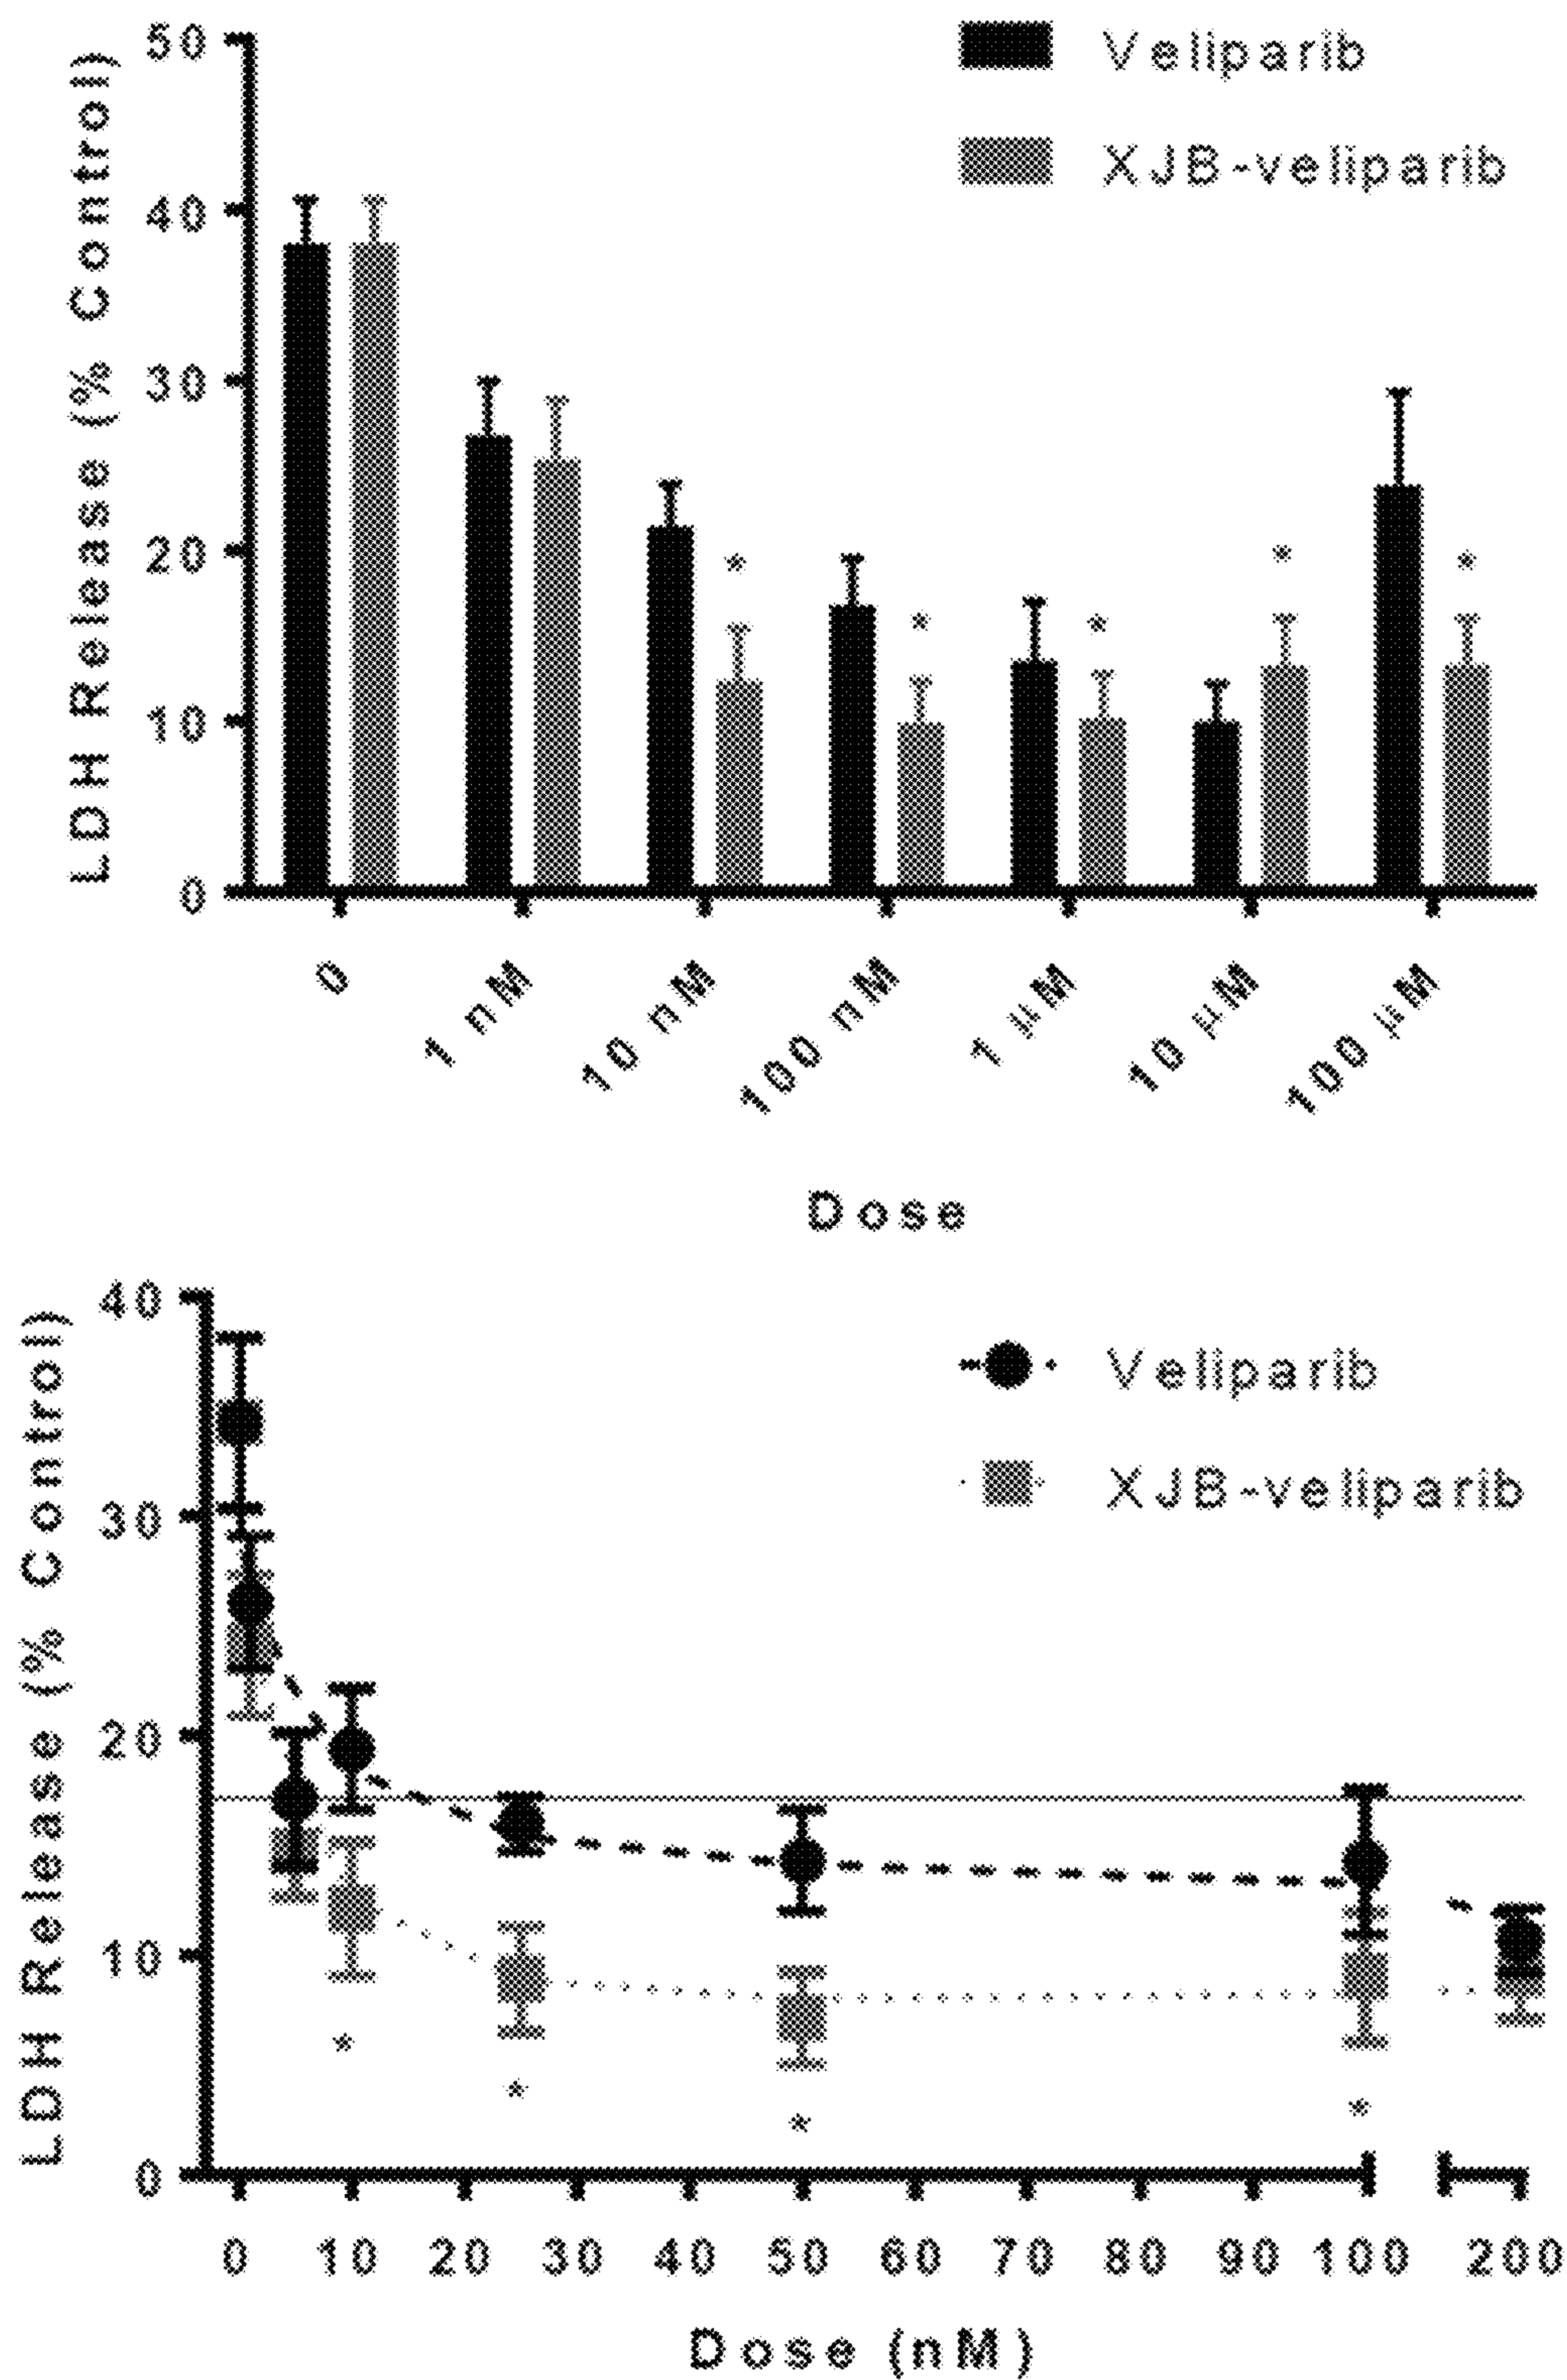 LDH Release (% Control)
50
40
30
20
10
0
Veliparib
XJB-veliparib
*
*
*
*
*
0
1 nM
10 nM
100 nM
1 μM
10 μM
100 μM
Dose
LDH Release (% Control)
40
30
20
10
0
Veliparib
XJB-veliparib
*
*
*
*
0 10 20 30 40 50 60 70 80 90 100 200
Dose (nM)